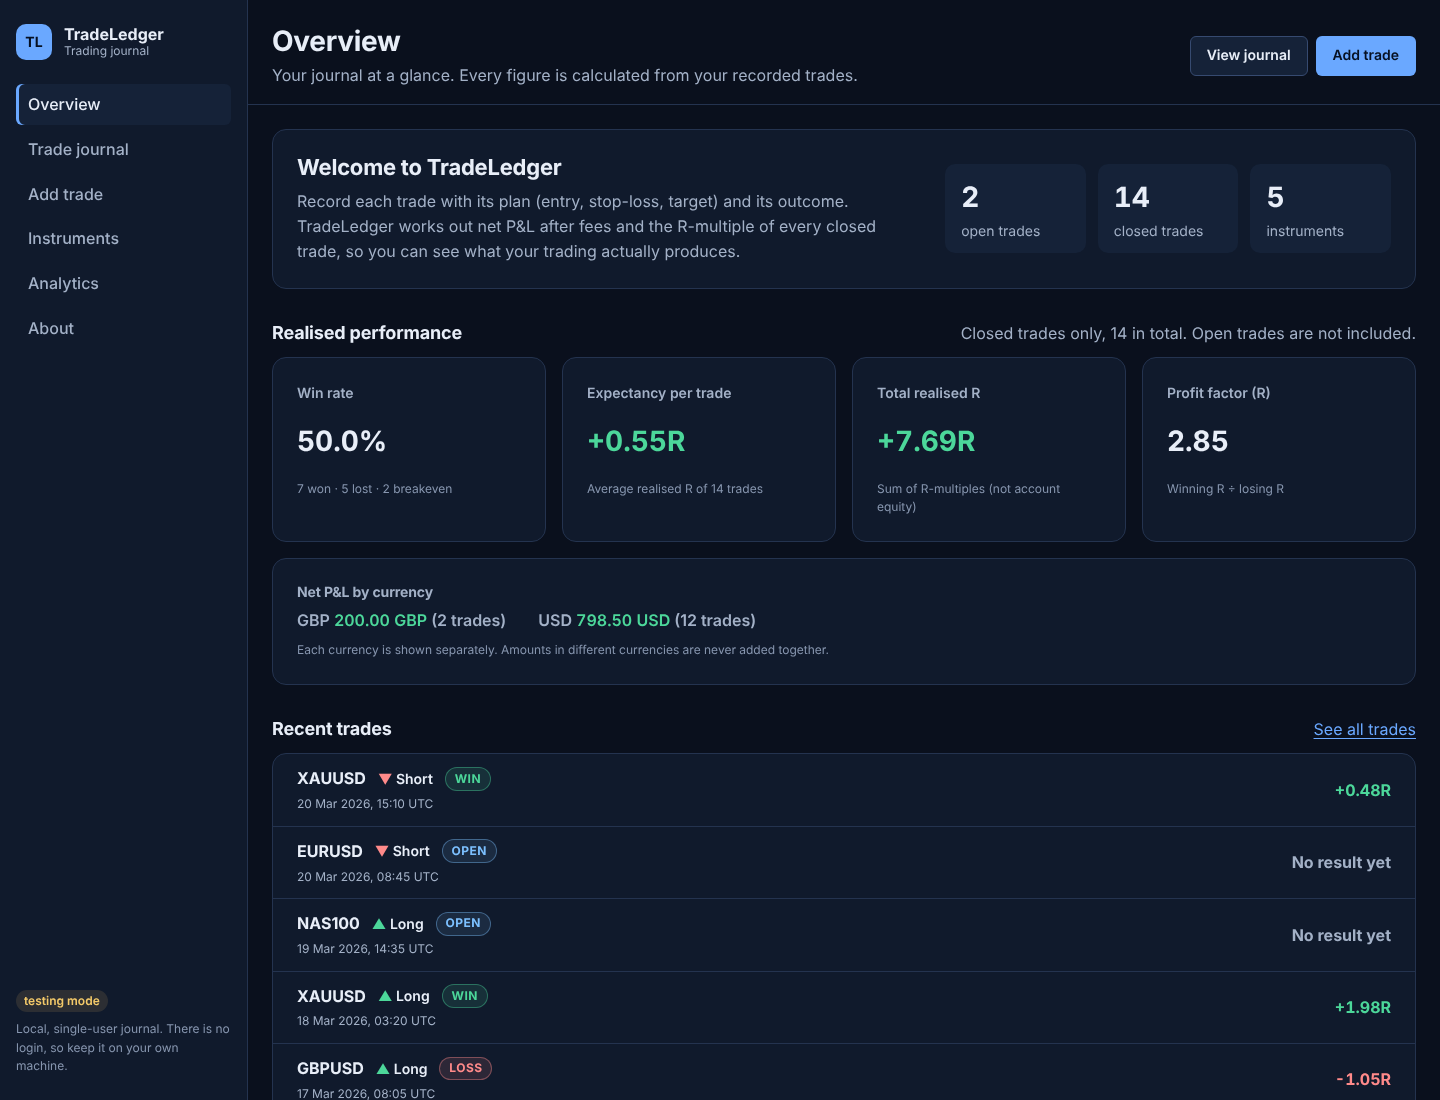 TL
TradeLedger
Trading journal
Overview
Trade journal
Add trade
Instruments
Analytics
About
testing mode
Local, single-user journal. There is no
login, so keep it on your own
machine.
Overview
Your journal at a glance. Every figure is calculated from your recorded trades.
View journal
Add trade
Welcome to TradeLedger
Record each trade with its plan (entry, stop-loss, target) and its outcome.
TradeLedger works out net P&L after fees and the R-multiple of every closed
trade, so you can see what your trading actually produces.
2
open trades
14
closed trades
5
instruments
Realised performance
Closed trades only, 14 in total. Open trades are not included.
Win rate
50.0%
7 won · 5 lost · 2 breakeven
Expectancy per trade
+0.55R
Average realised R of 14 trades
Total realised R
+7.69R
Sum of R-multiples (not account
equity)
Profit factor (R)
2.85
Winning R ÷ losing R
Net P&L by currency
GBP 200.00 GBP (2 trades) USD 798.50 USD (12 trades)
Each currency is shown separately. Amounts in different currencies are never added together.
Recent trades
See all trades
XAUUSD ▼ Short WIN
20 Mar 2026, 15:10 UTC
+0.48R
EURUSD ▼ Short OPEN
20 Mar 2026, 08:45 UTC
No result yet
NAS100 ▲ Long OPEN
19 Mar 2026, 14:35 UTC
No result yet
XAUUSD ▲ Long WIN
18 Mar 2026, 03:20 UTC
+1.98R
GBPUSD ▲ Long LOSS
17 Mar 2026, 08:05 UTC
-1.05R